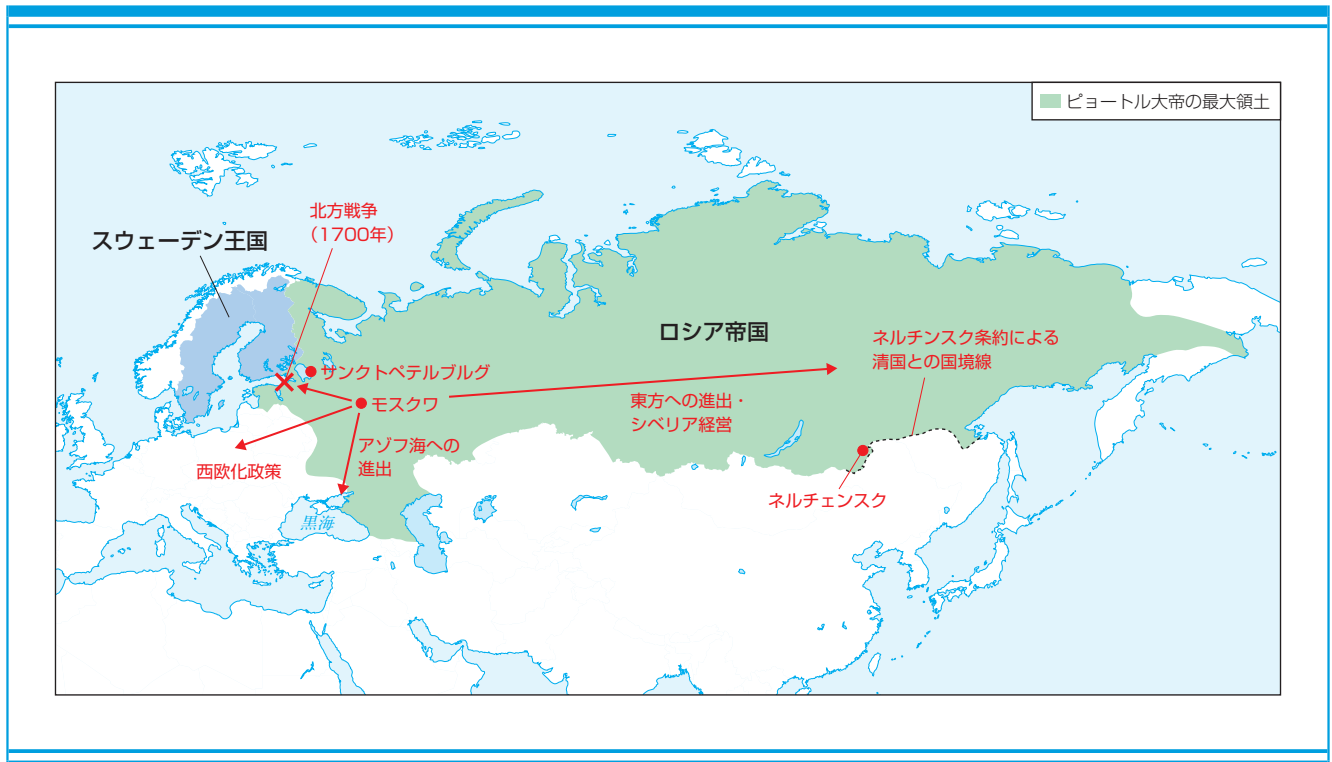 ピョートル大帝の最大領土
北方戦争
（1700年）
スウェーデン王国
ロシア帝国
ネルチンスク条約による
清国との国境線
サンクトペテルブルグ
モスクワ
東方への進出・
シベリア経営
アゾフ海への
進出
西欧化政策
ネルチェンスク
黒海